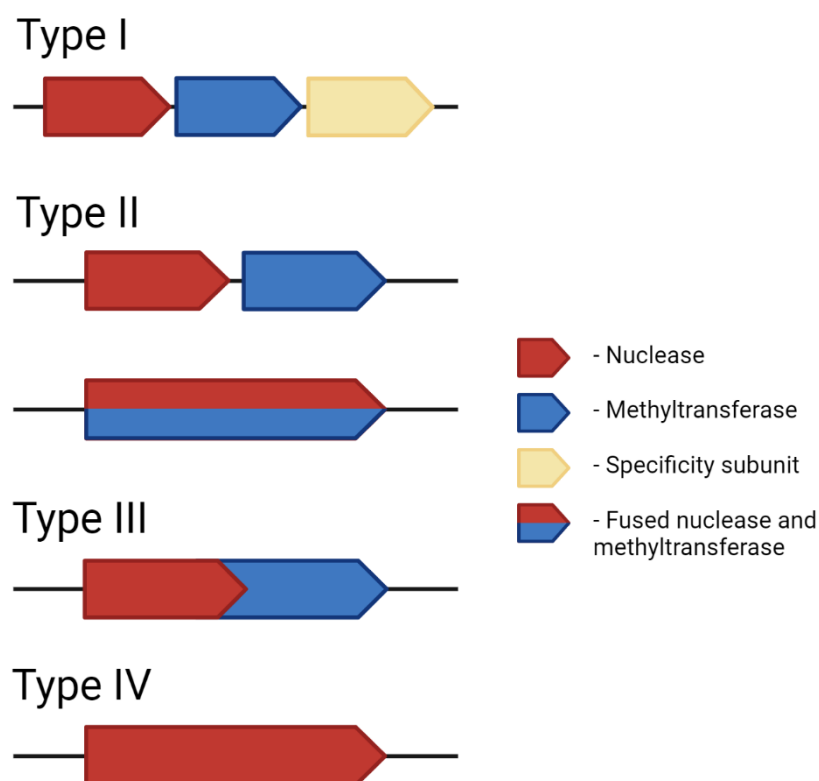 Type I
Type II
- Nuclease
- Methyltransferase
- Specificity subunit
- Fused nuclease and
methyltransferase
Type III
Type IV